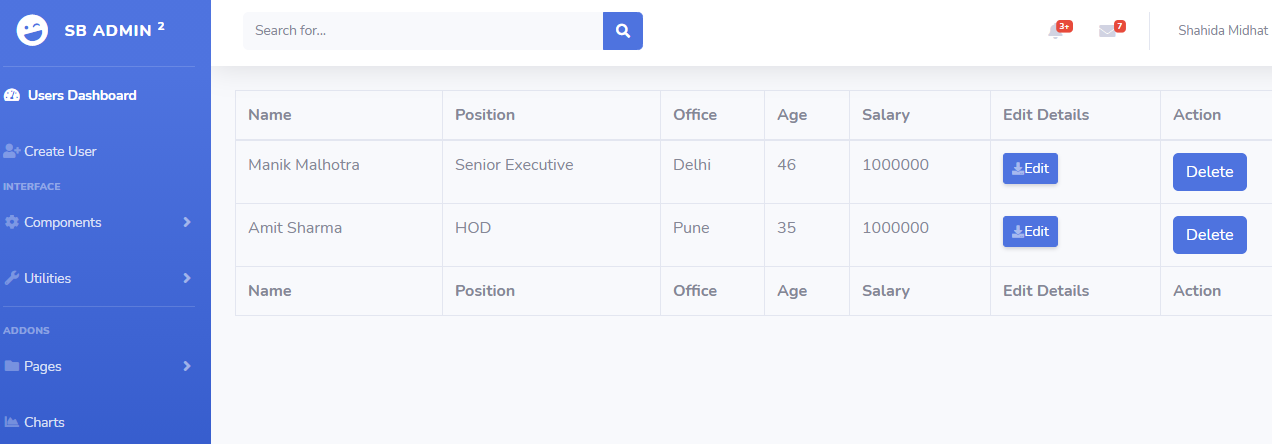 SB ADMIN 2
Search for...
3+
7
Shahida Midhat
Users Dashboard
Create User
INTERFACE
Components
Utilities
ADDONS
Pages
Charts
Name Position Office Age Salary Edit Details Action
Manik Malhotra Senior Executive Delhi 46 1000000 Edit Delete
Amit Sharma HOD Pune 35 1000000 Edit Delete
Name Position Office Age Salary Edit Details Action